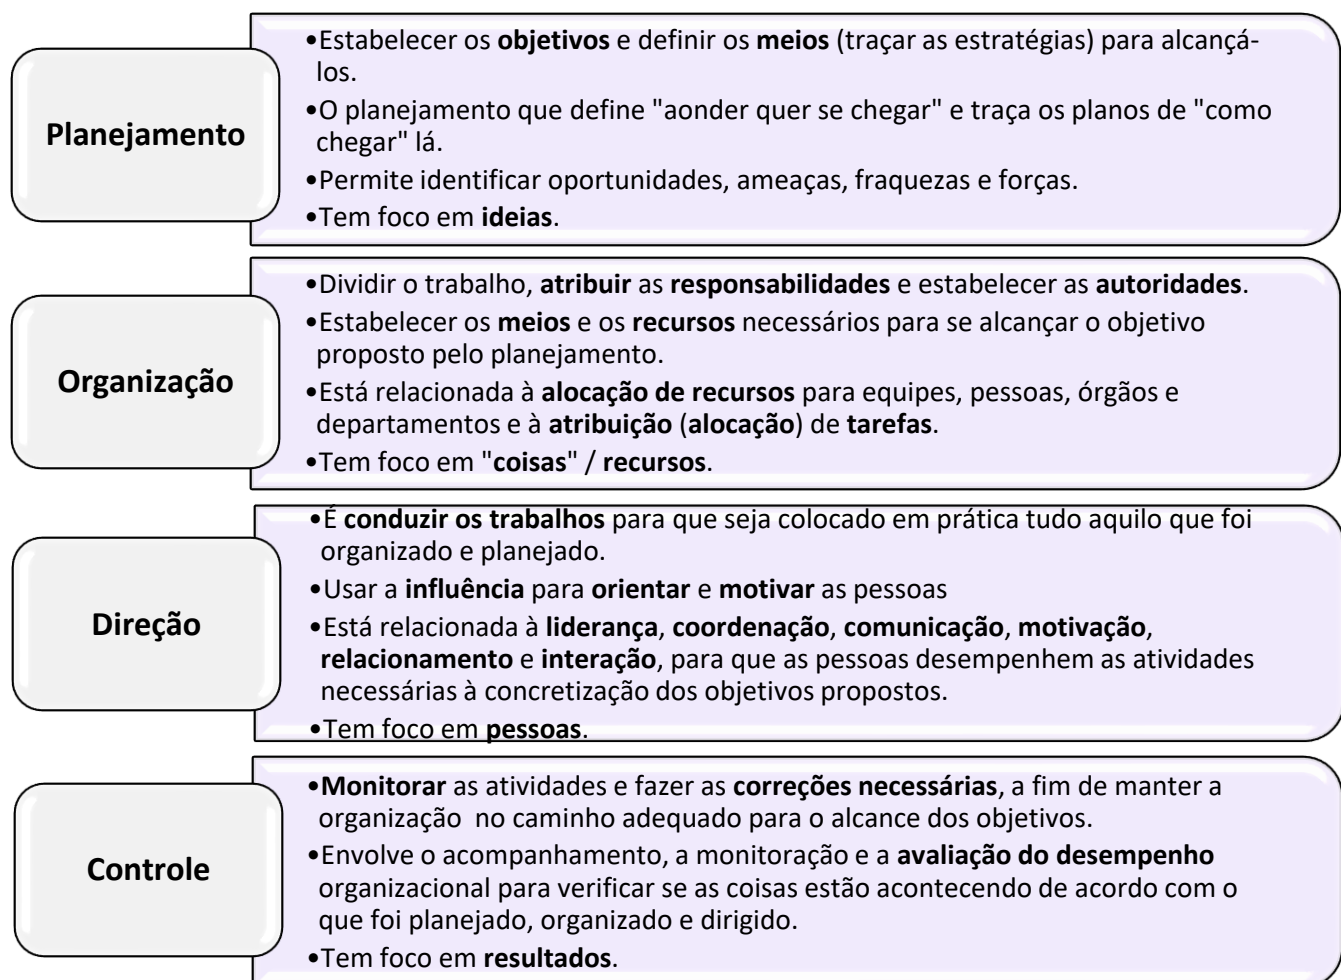 Planejamento
•Estabelecer os objetivos e definir os meios (traçar as estratégias) para alcançá-
los.
•O planejamento que define "aonder quer se chegar" e traça os planos de "como
chegar" lá.
•Permite identificar oportunidades, ameaças, fraquezas e forças.
•Tem foco em ideias.
Organização
•Dividir o trabalho, atribuir as responsabilidades e estabelecer as autoridades.
•Estabelecer os meios e os recursos necessários para se alcançar o objetivo
proposto pelo planejamento.
•Está relacionada à alocação de recursos para equipes, pessoas, órgãos e
departamentos e à atribuição (alocação) de tarefas.
•Tem foco em "coisas" / recursos.
Direção
•É conduzir os trabalhos para que seja colocado em prática tudo aquilo que foi
organizado e planejado.
•Usar a influência para orientar e motivar as pessoas
•Está relacionada à liderança, coordenação, comunicação, motivação,
relacionamento e interação, para que as pessoas desempenhem as atividades
necessárias à concretização dos objetivos propostos.
•Tem foco em pessoas.
Controle
•Monitorar as atividades e fazer as correções necessárias, a fim de manter a
organização no caminho adequado para o alcance dos objetivos.
•Envolve o acompanhamento, a monitoração e a avaliação do desempenho
organizacional para verificar se as coisas estão acontecendo de acordo com o
que foi planejado, organizado e dirigido.
•Tem foco em resultados.